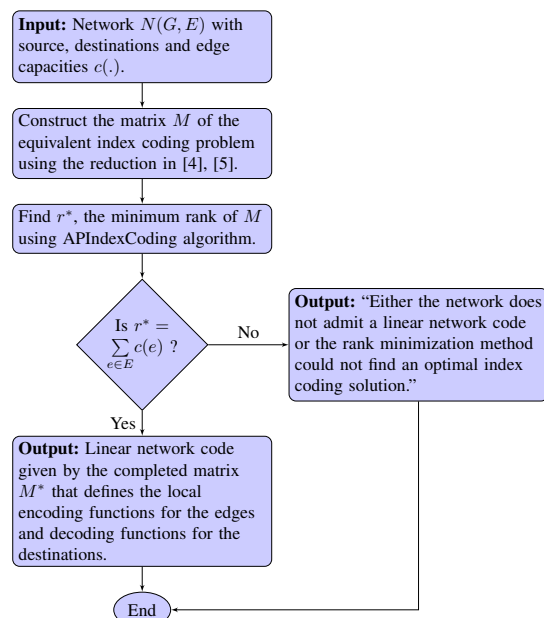 Input: Network N(G, E) with
source, destinations and edge
capacities c(.).
Construct the matrix M of the
equivalent index coding problem
using the reduction in [4], [5].
Find r*, the minimum rank of M
using APIndexCoding algorithm.
Is r* =
∑ c(e) ?
e∈E
No
Output: “Either the network does
not admit a linear network code
or the rank minimization method
could not find an optimal index
coding solution.”
Yes
Output: Linear network code
given by the completed matrix
M* that defines the local
encoding functions for the edges
and decoding functions for the
destinations.
End